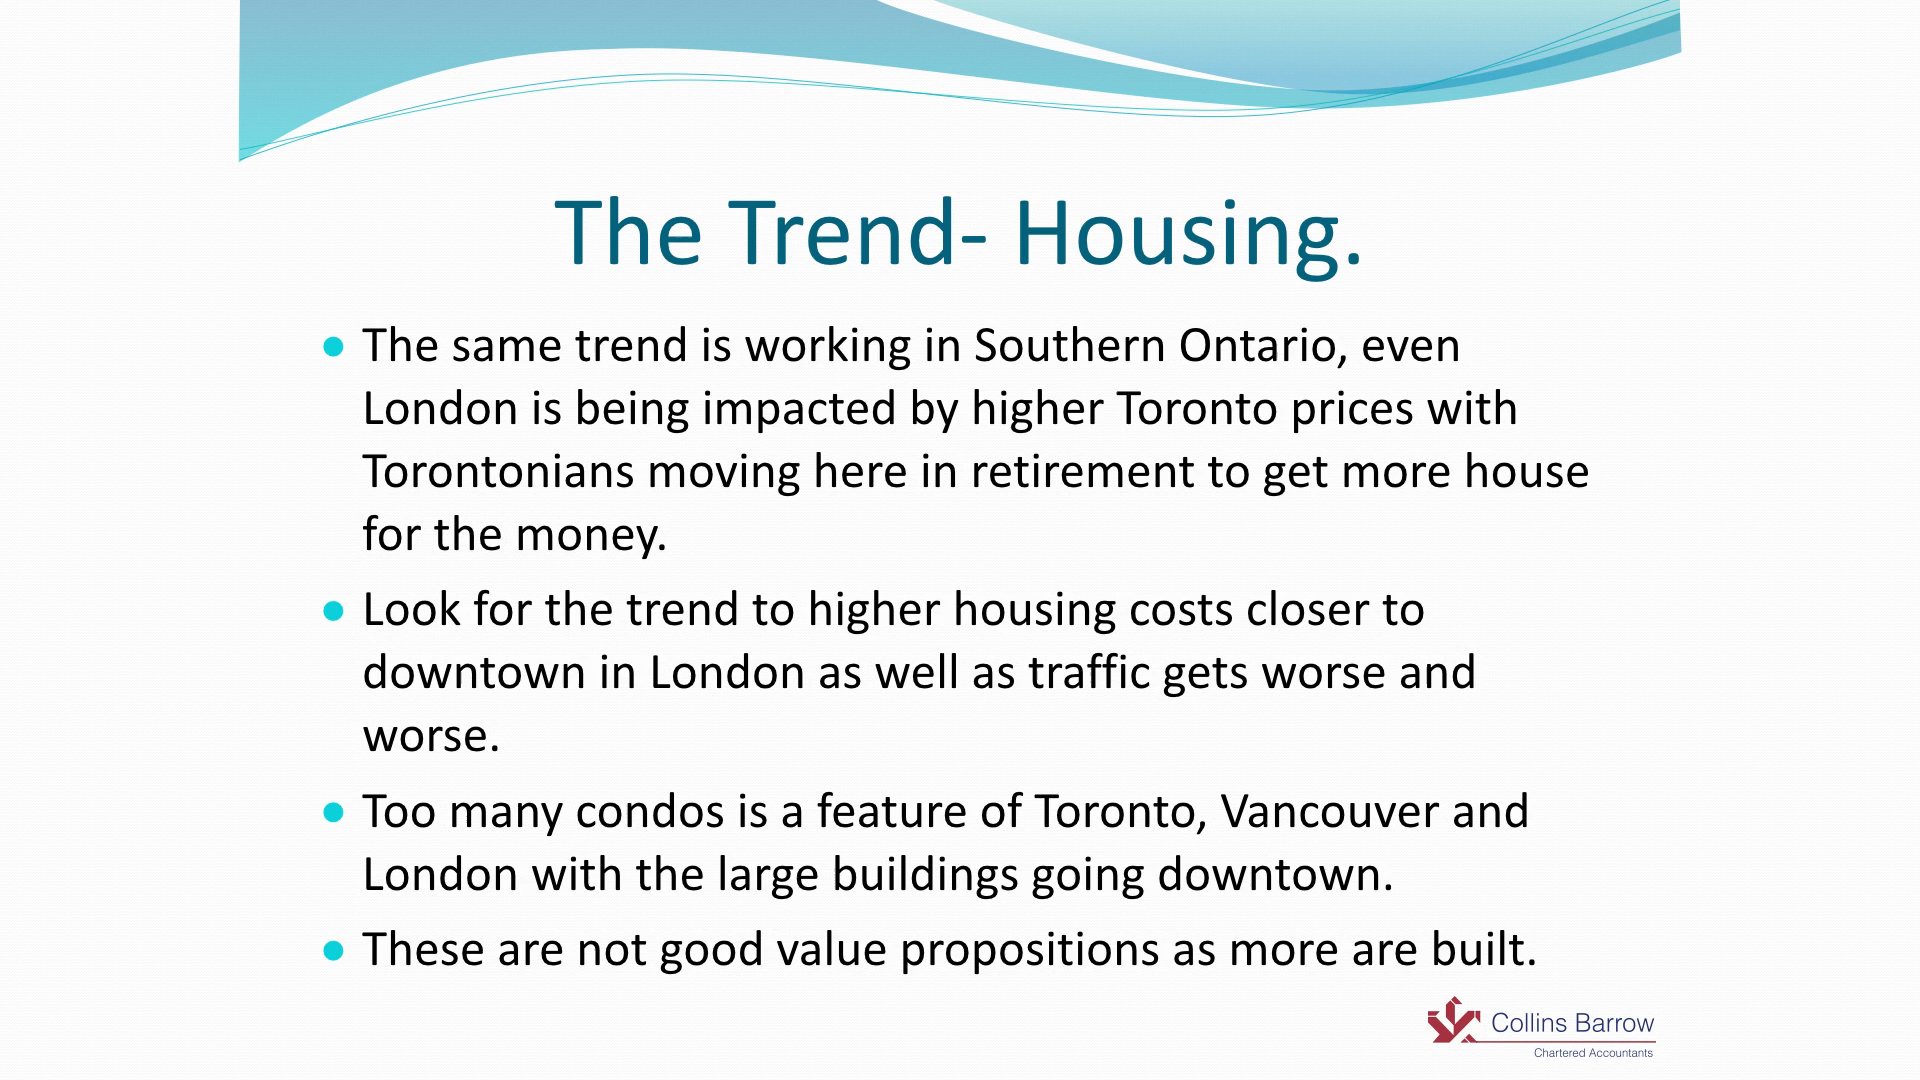 The Trend- Housing.
• The same trend is working in Southern Ontario, even
London is being impacted by higher Toronto prices with
Torontonians moving here in retirement to get more house
for the money.
• Look for the trend to higher housing costs closer to
downtown in London as well as traffic gets worse and
worse.
• Too many condos is a feature of Toronto, Vancouver and
London with the large buildings going downtown.
• These are not good value propositions as more are built.
Collins Barrow
Chartered Accountants